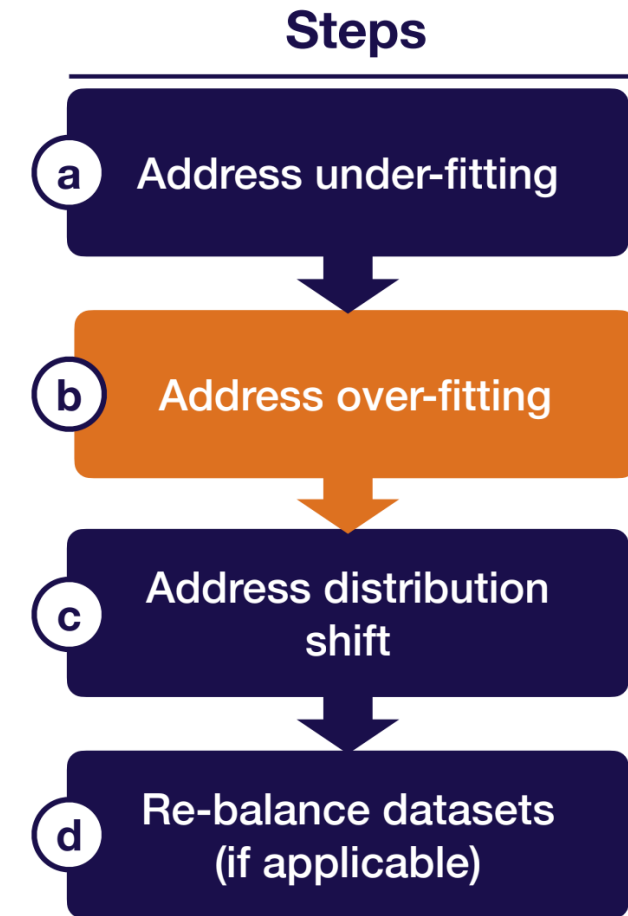 Steps
a
Address under-fitting
b
Address over-fitting
c
Address distribution
shift
d
Re-balance datasets
(if applicable)